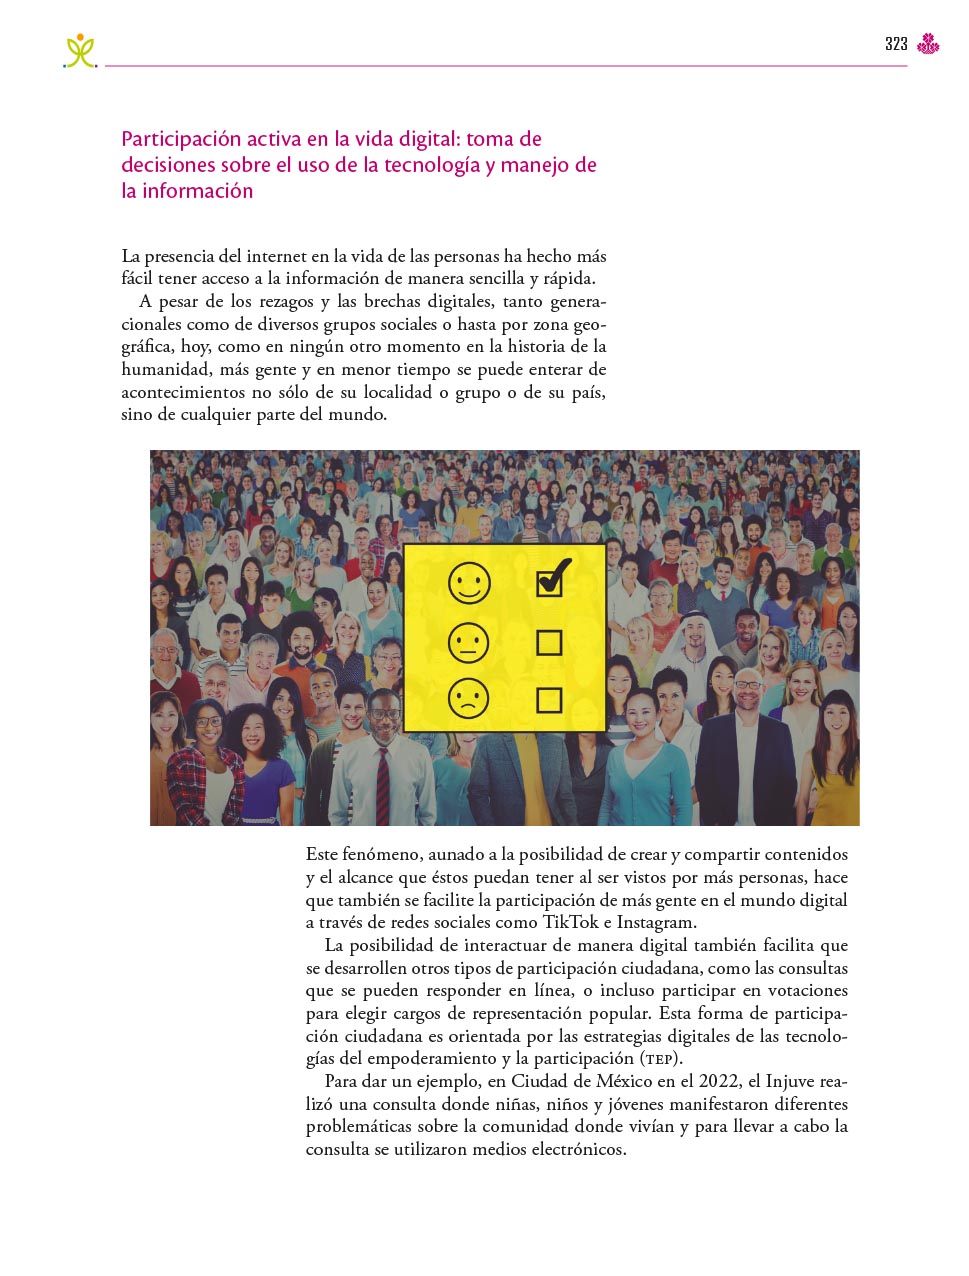 323
Participación activa en la vida digital: toma de
decisiones sobre el uso de la tecnología y manejo de
la información
La presencia del internet en la vida de las personas ha hecho más
fácil tener acceso a la información de manera sencilla y rápida.
A pesar de los rezagos y las brechas digitales, tanto genera-
cionales como de diversos grupos sociales o hasta por zona geo-
gráfica, hoy, como en ningún otro momento en la historia de la
humanidad, más gente y en menor tiempo se puede enterar de
acontecimientos no sólo de su localidad o grupo o de su país,
sino de cualquier parte del mundo.
Este fenómeno, aunado a la posibilidad de crear y compartir contenidos
y el alcance que éstos puedan tener al ser vistos por más personas, hace
que también se facilite la participación de más gente en el mundo digital
a través de redes sociales como TikTok e Instagram.
La posibilidad de interactuar de manera digital también facilita que
se desarrollen otros tipos de participación ciudadana, como las consultas
que se pueden responder en línea, o incluso participar en votaciones
para elegir cargos de representación popular. Esta forma de participa-
ción ciudadana es orientada por las estrategias digitales de las tecnolo-
gías del empoderamiento y la participación (TEP).
Para dar un ejemplo, en Ciudad de México en el 2022, el Injuve rea-
lizó una consulta donde niñas, niños y jóvenes manifestaron diferentes
problemáticas sobre la comunidad donde vivían y para llevar a cabo la
consulta se utilizaron medios electrónicos.